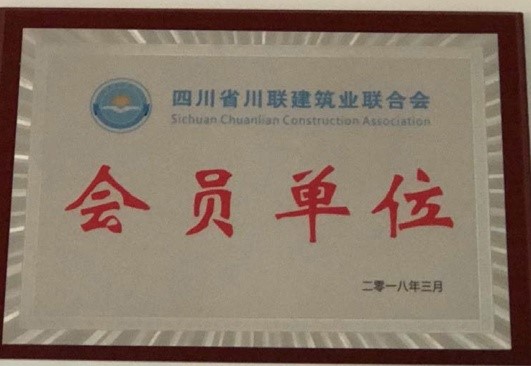 四川省川联建筑业联合会
Sichuan Chuanlian Construction Association
会员单位
二零一八年三月